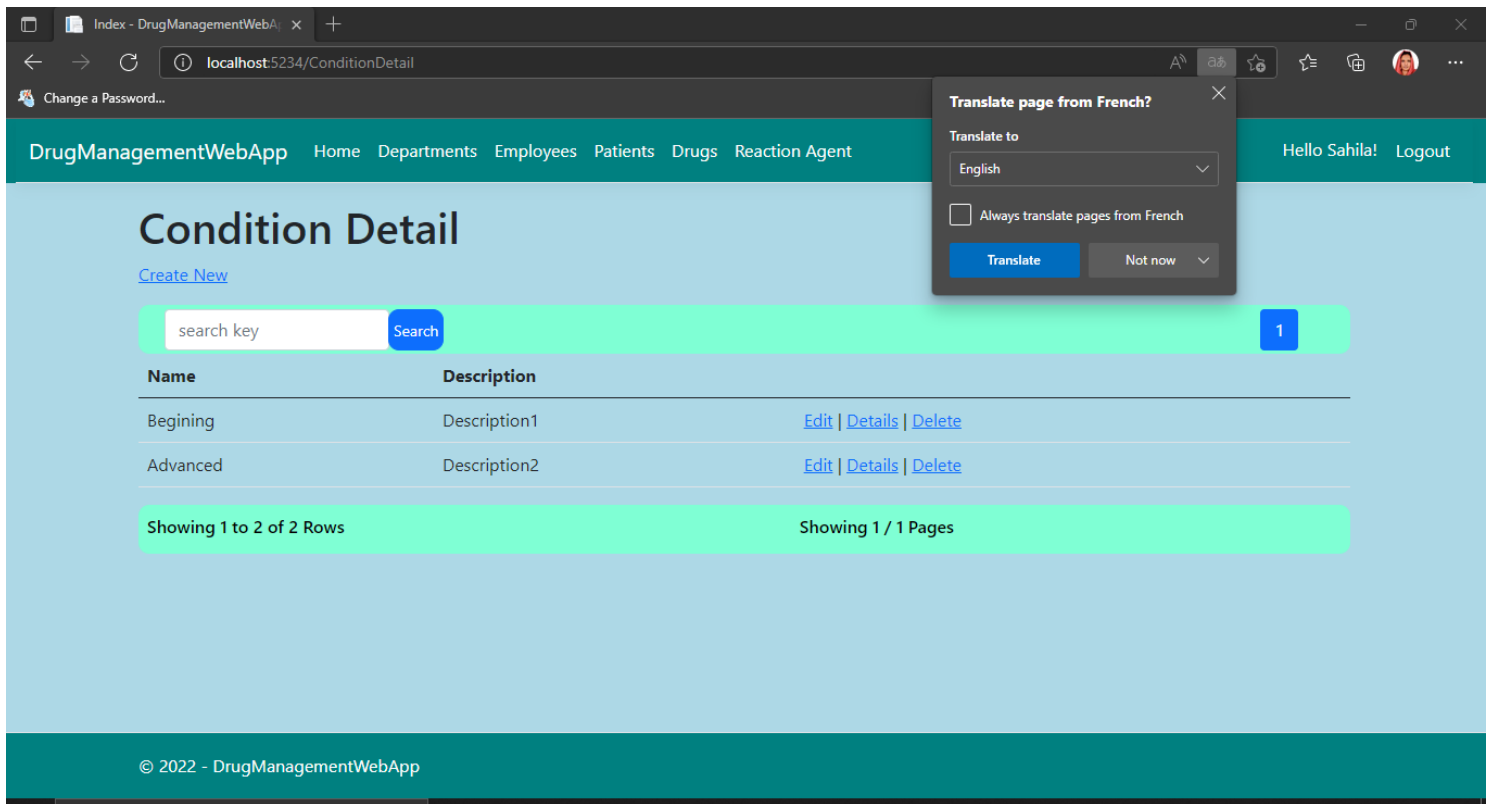 Index - DrugManagementWebA
localhost:5234/ConditionDetail
Change a Password...
Translate page from French?
Translate to
English
Always translate pages from French
Translate Not now
DrugManagementWebApp Home Departments Employees Patients Drugs Reaction Agent Hello Sahila! Logout
Condition Detail
Create New
search key Search 1
Name Description
Begining Description1 Edit | Details | Delete
Advanced Description2 Edit | Details | Delete
Showing 1 to 2 of 2 Rows Showing 1 / 1 Pages
© 2022 - DrugManagementWebApp